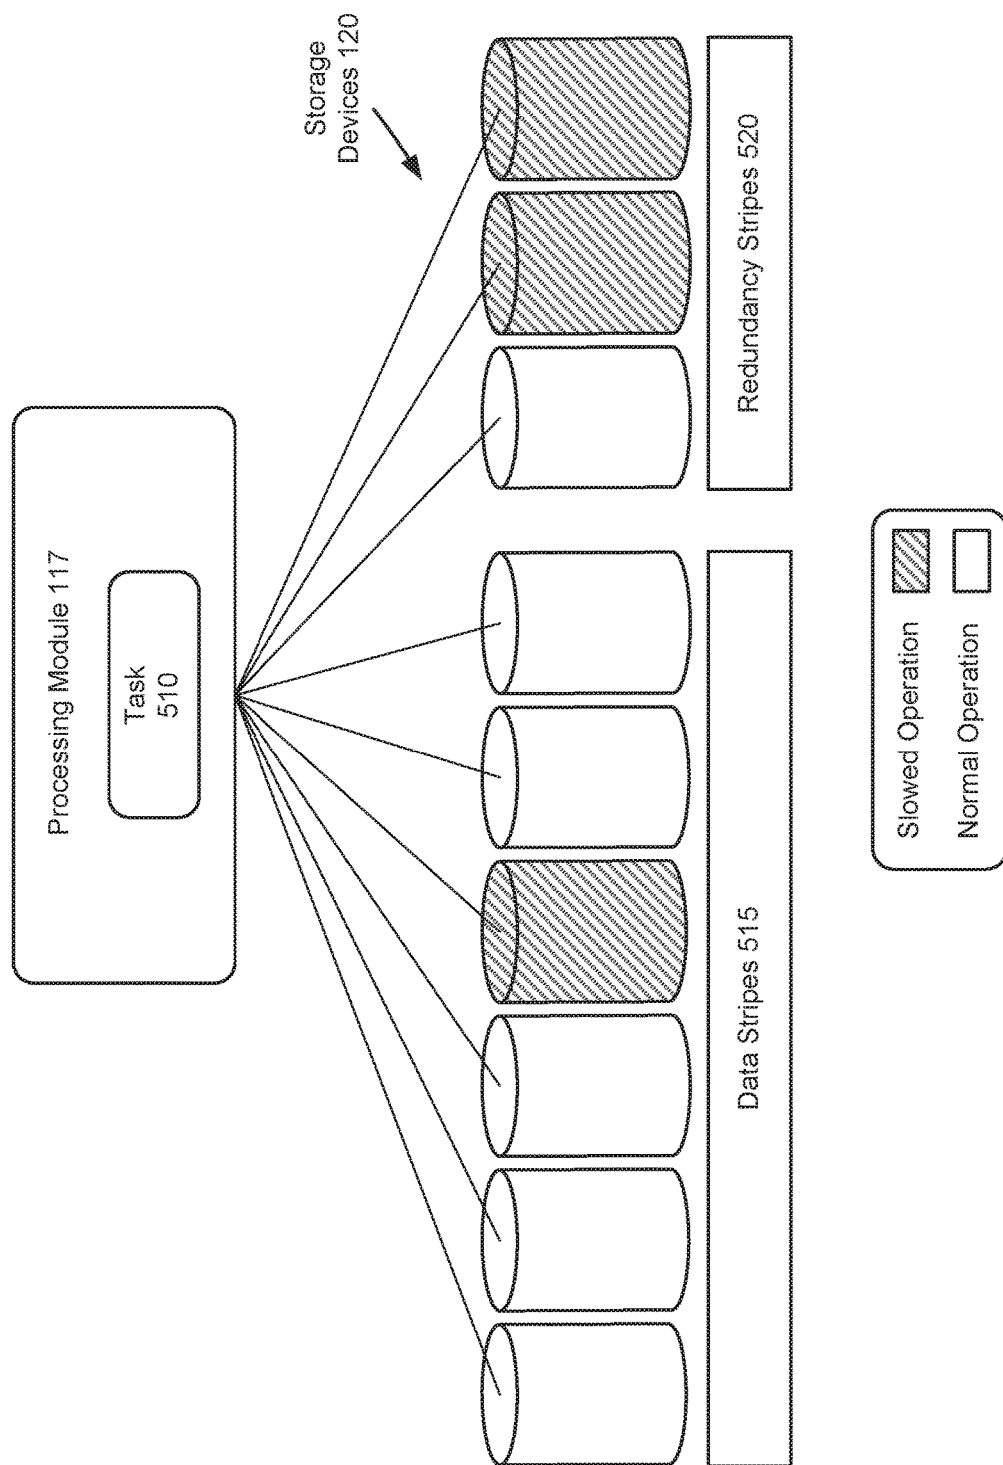 Processing Module 117
Task
510
Storage
Devices 120
Data Stripes 515
Redundancy Stripes 520
Slowed Operation
Normal Operation